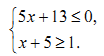 5x + 13 ≤ 0,
x + 5 ≥ 1.